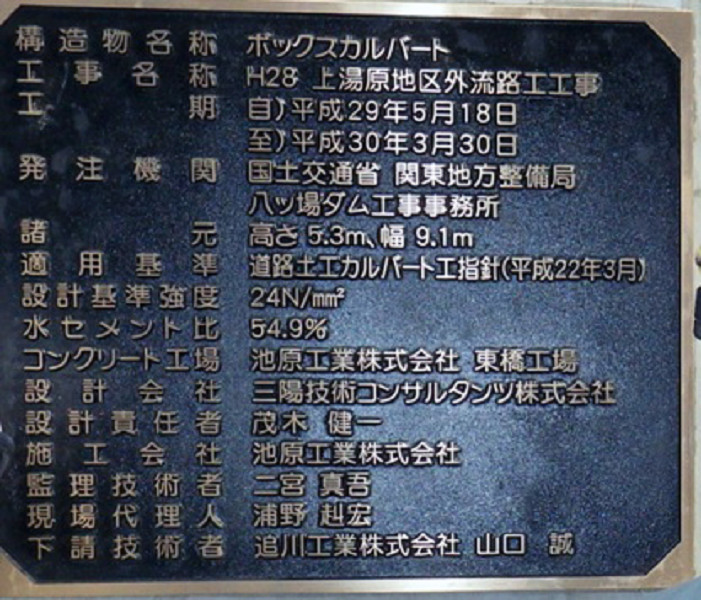 構造物名称 ボックスカルバート
工事名称 H28 上湯原地区外流路工工事
工期 自)平成29年5月18日
至)平成30年3月30日
発注機関 国土交通省 関東地方整備局
八ッ場ダム工事事務所
諸元 高さ 5.3m、幅 9.1m
適用基準 道路土工カルバート工指針(平成22年3月)
設計基準強度 24N/mm²
水セメント比 54.9%
コンクリート工場 池原工業株式会社 東橋工場
設計会社 三陽技術コンサルタンツ株式会社
設計責任者 茂木 健一
施工会社 池原工業株式会社
監理技術者 二宮 真吾
現場代理人 浦野 赳宏
下請技術者 追川工業株式会社 山口 誠